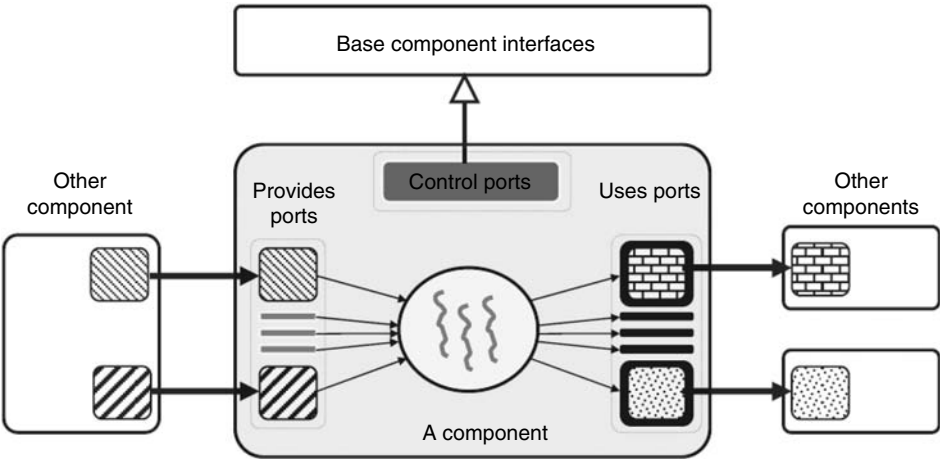 Base component interfaces
Control ports
Other
component
Provides
ports
Uses ports
Other
components
A component